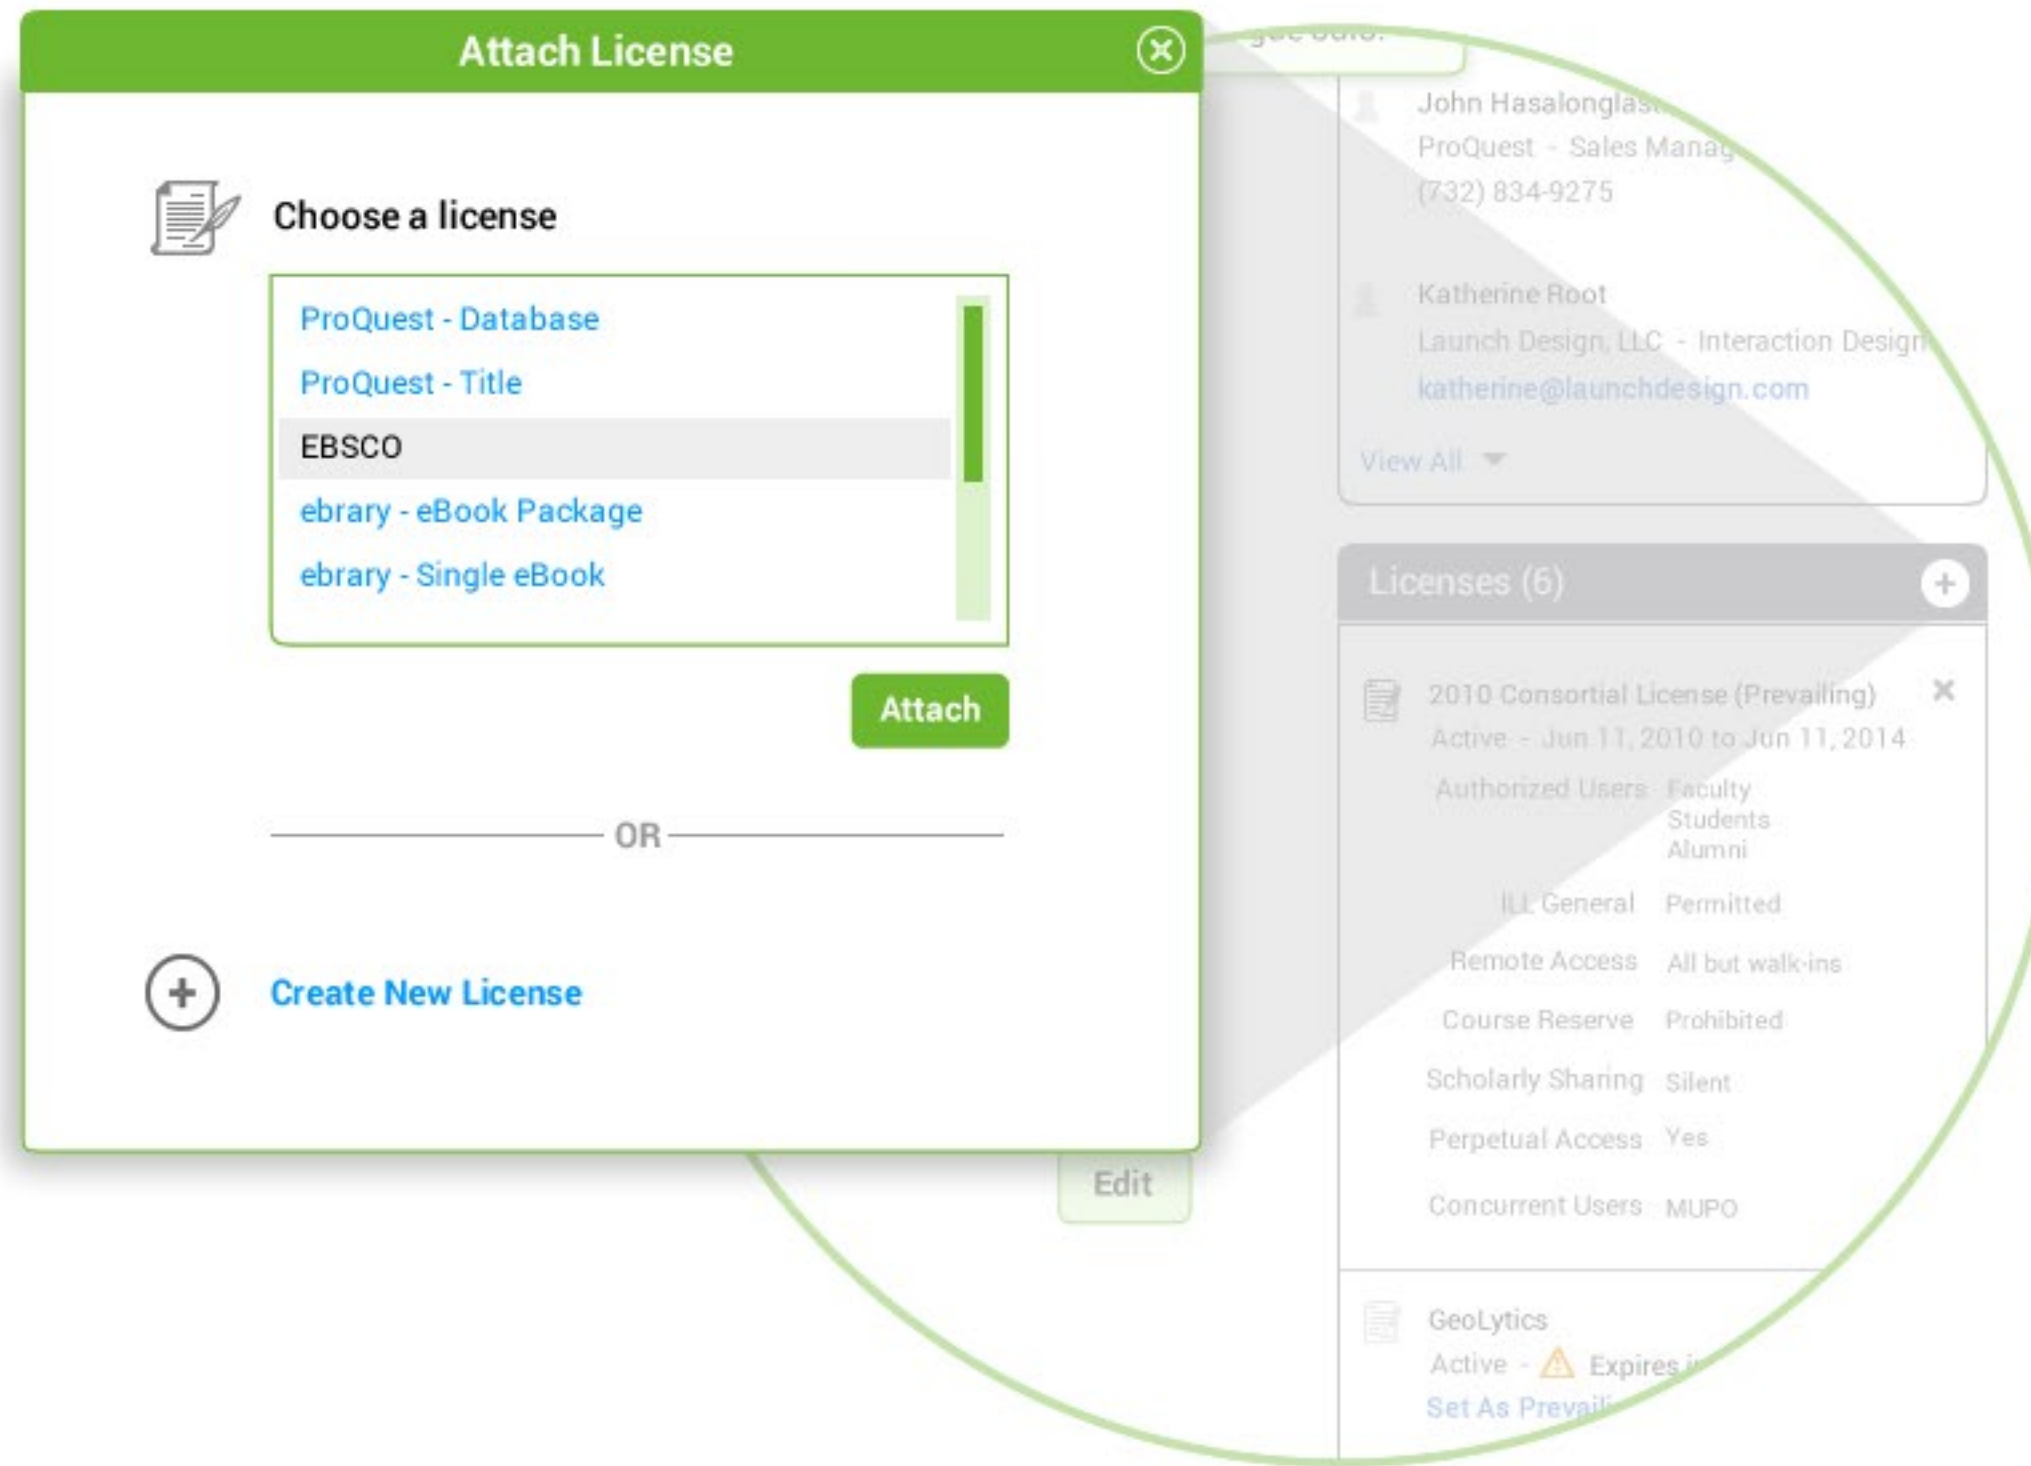 Attach License
Choose a license
ProQuest - Database
ProQuest - Title
EBSCO
ebrary - eBook Package
ebrary - Single eBook
Attach
OR
Create New License
Edit
John
ProQuest - Sales
(732) 834-9275
Katherine Root
Launch Design, LLC - Interaction Design
katherine@launchdesign.com
View All
Licenses (6)
2010 Consortial License (Prevailing)
Active - Jun 11, 2010 to Jun 11, 2014
Authorized Users Faculty
Students
Alumni
ILL General Permitted
Remote Access All but walk-ins
Course Reserve Prohibited
Scholarly Sharing Silent
Perpetual Access Yes
Concurrent Users MUPO
GeoLytics
Active - Expires
Set As